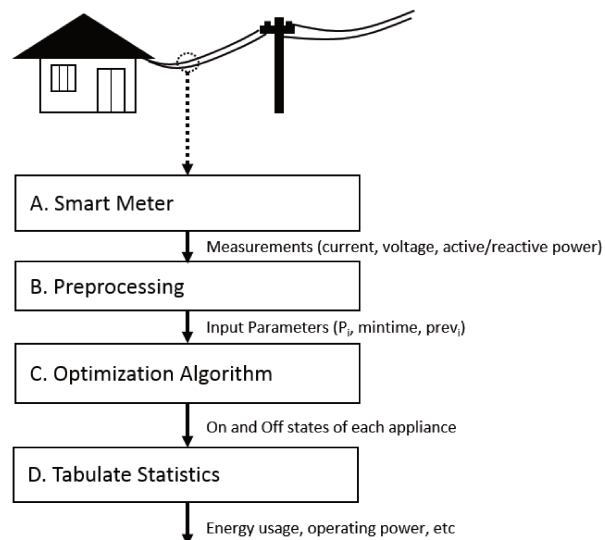 A. Smart Meter
Measurements (current, voltage, active/reactive power)
B. Preprocessing
Input Parameters (Pᵢ, mintime, prevᵢ)
C. Optimization Algorithm
On and Off states of each appliance
D. Tabulate Statistics
Energy usage, operating power, etc